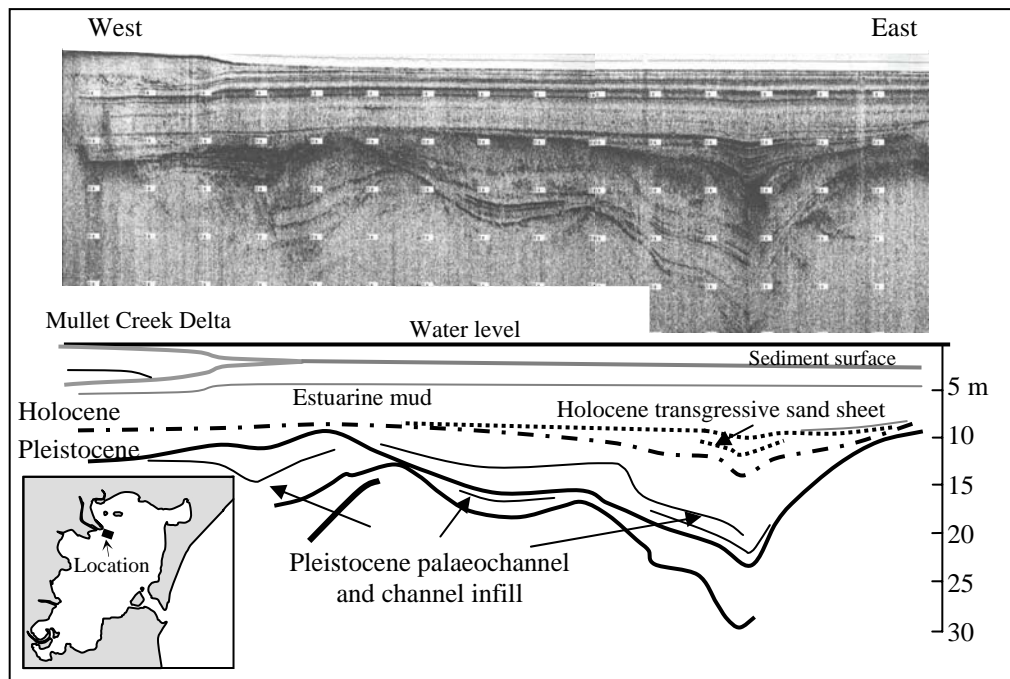 West
East
Mullet Creek Delta
Water level
Sediment surface
5 m
Estuarine mud
Holocene
Holocene transgressive sand sheet
10
Pleistocene
15
Location
20
Pleistocene palaeochannel
and channel infill
25
30